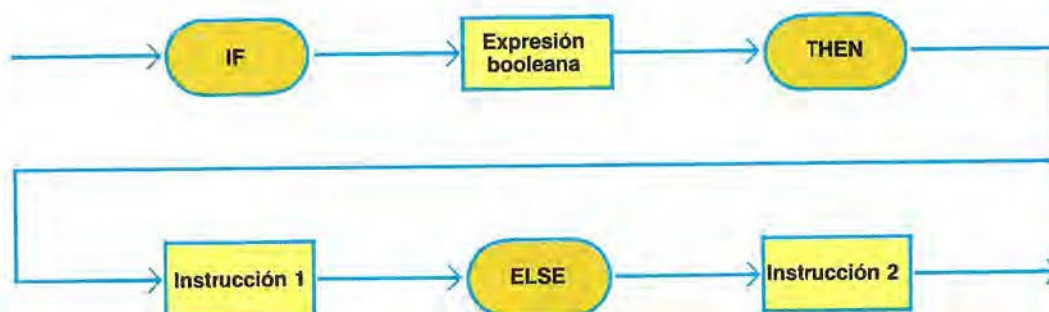 IF
Expresión
booleana
THEN
Instrucción 1
ELSE
Instrucción 2